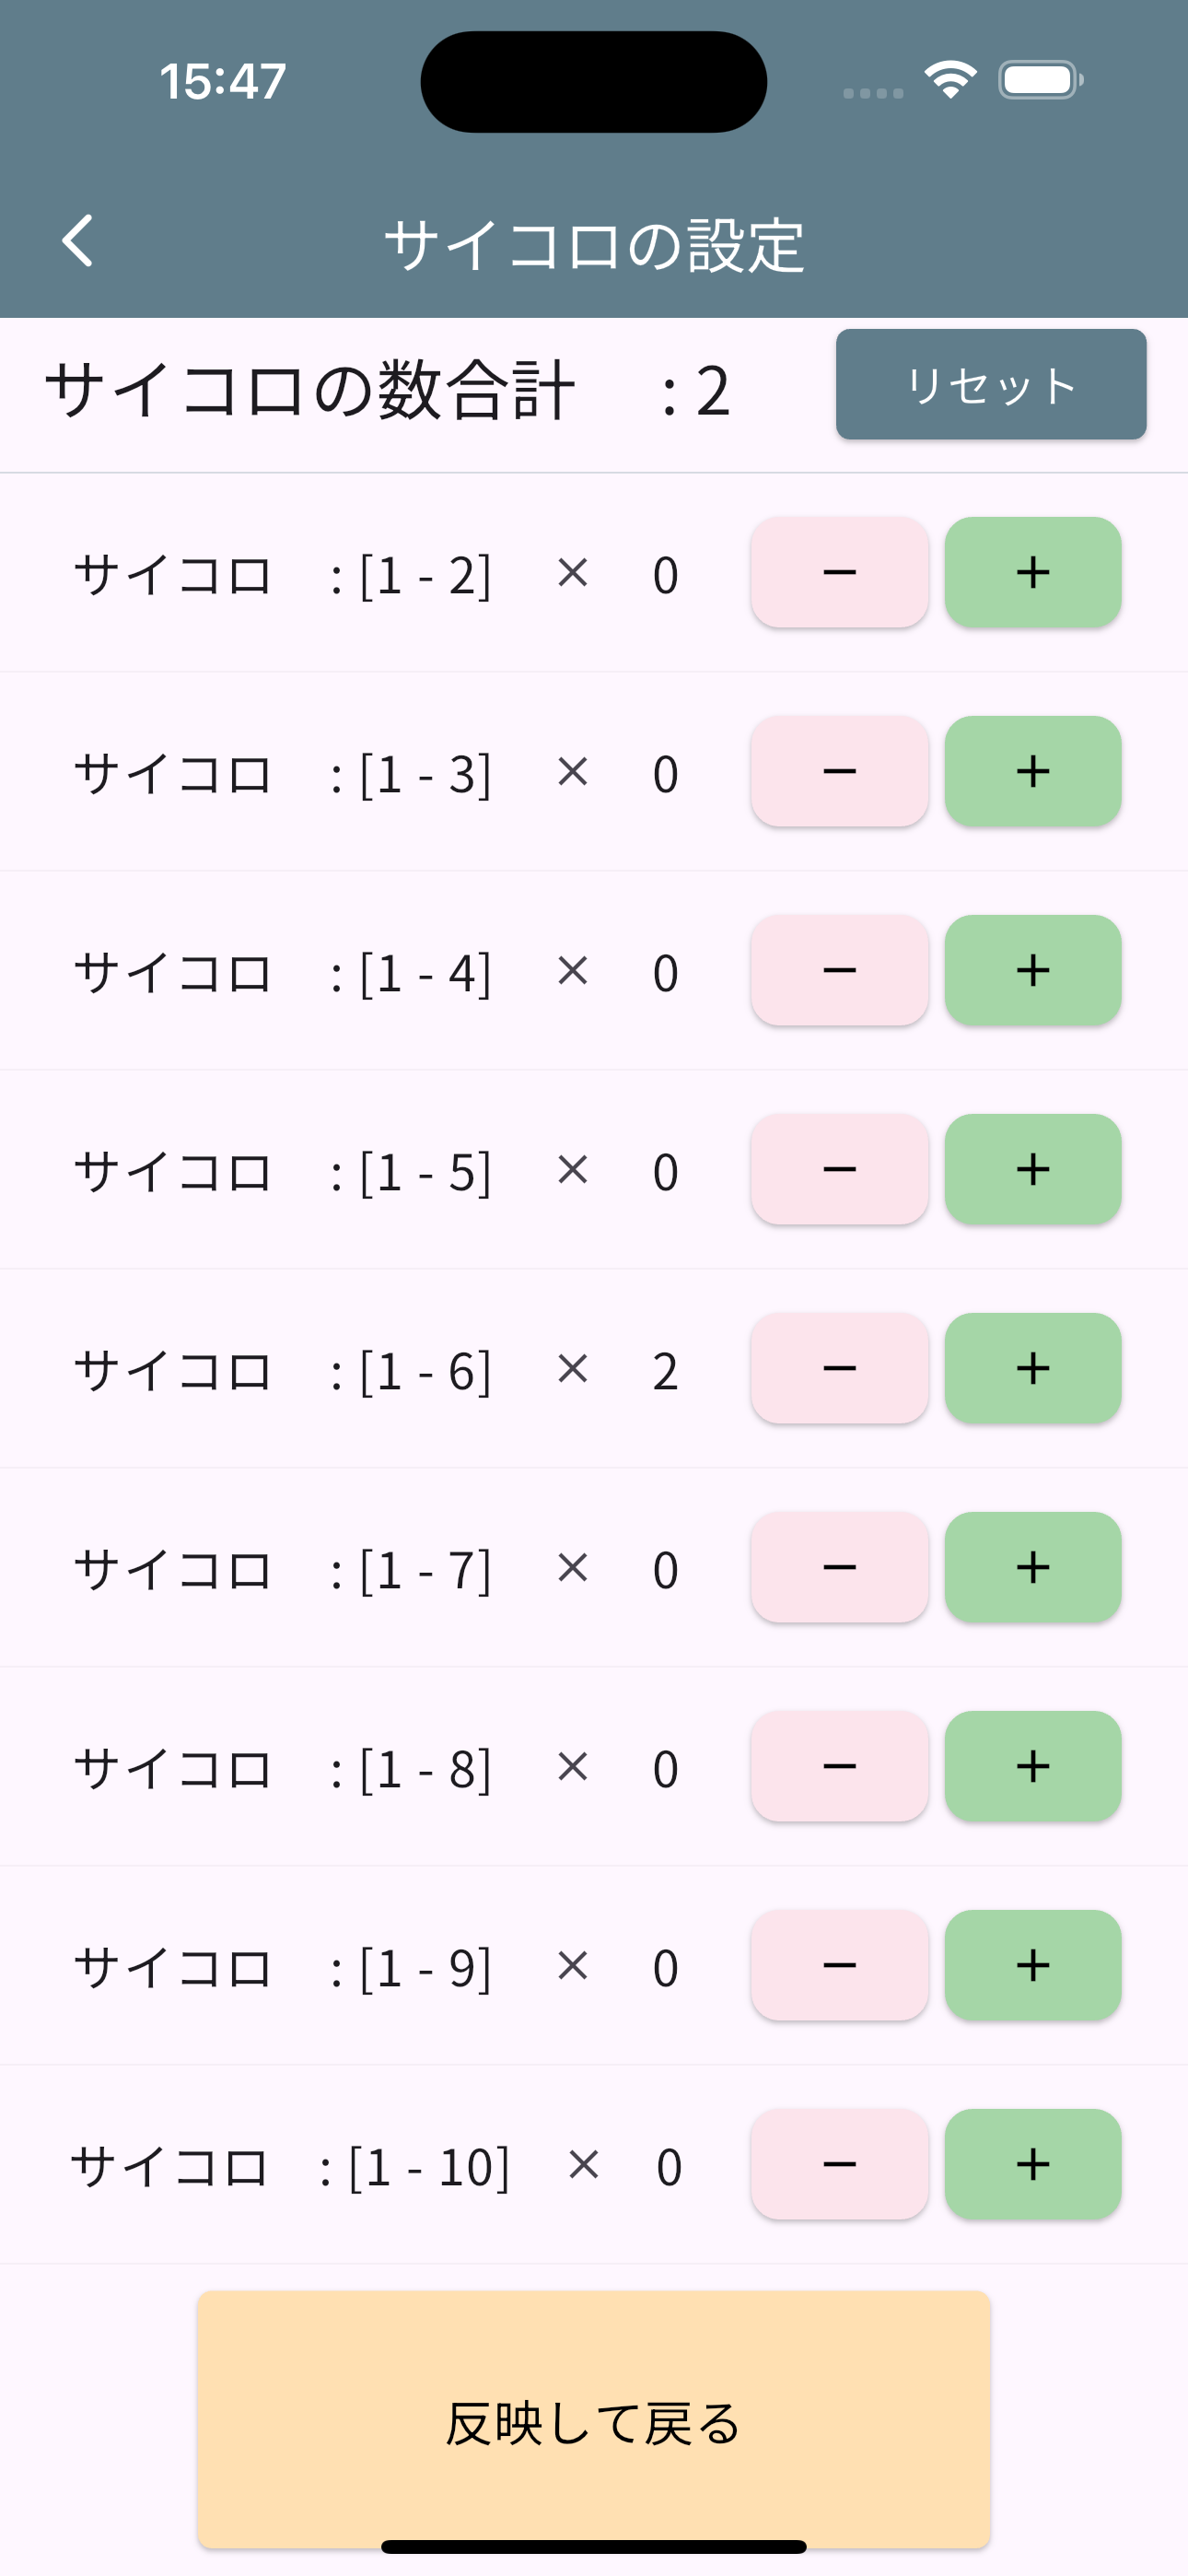 15:47
サイコロの設定
サイコロの数合計 : 2 リセット
サイコロ : [1 - 2] × 0 − +
サイコロ : [1 - 3] × 0 − +
サイコロ : [1 - 4] × 0 − +
サイコロ : [1 - 5] × 0 − +
サイコロ : [1 - 6] × 2 − +
サイコロ : [1 - 7] × 0 − +
サイコロ : [1 - 8] × 0 − +
サイコロ : [1 - 9] × 0 − +
サイコロ : [1 - 10] × 0 − +
反映して戻る